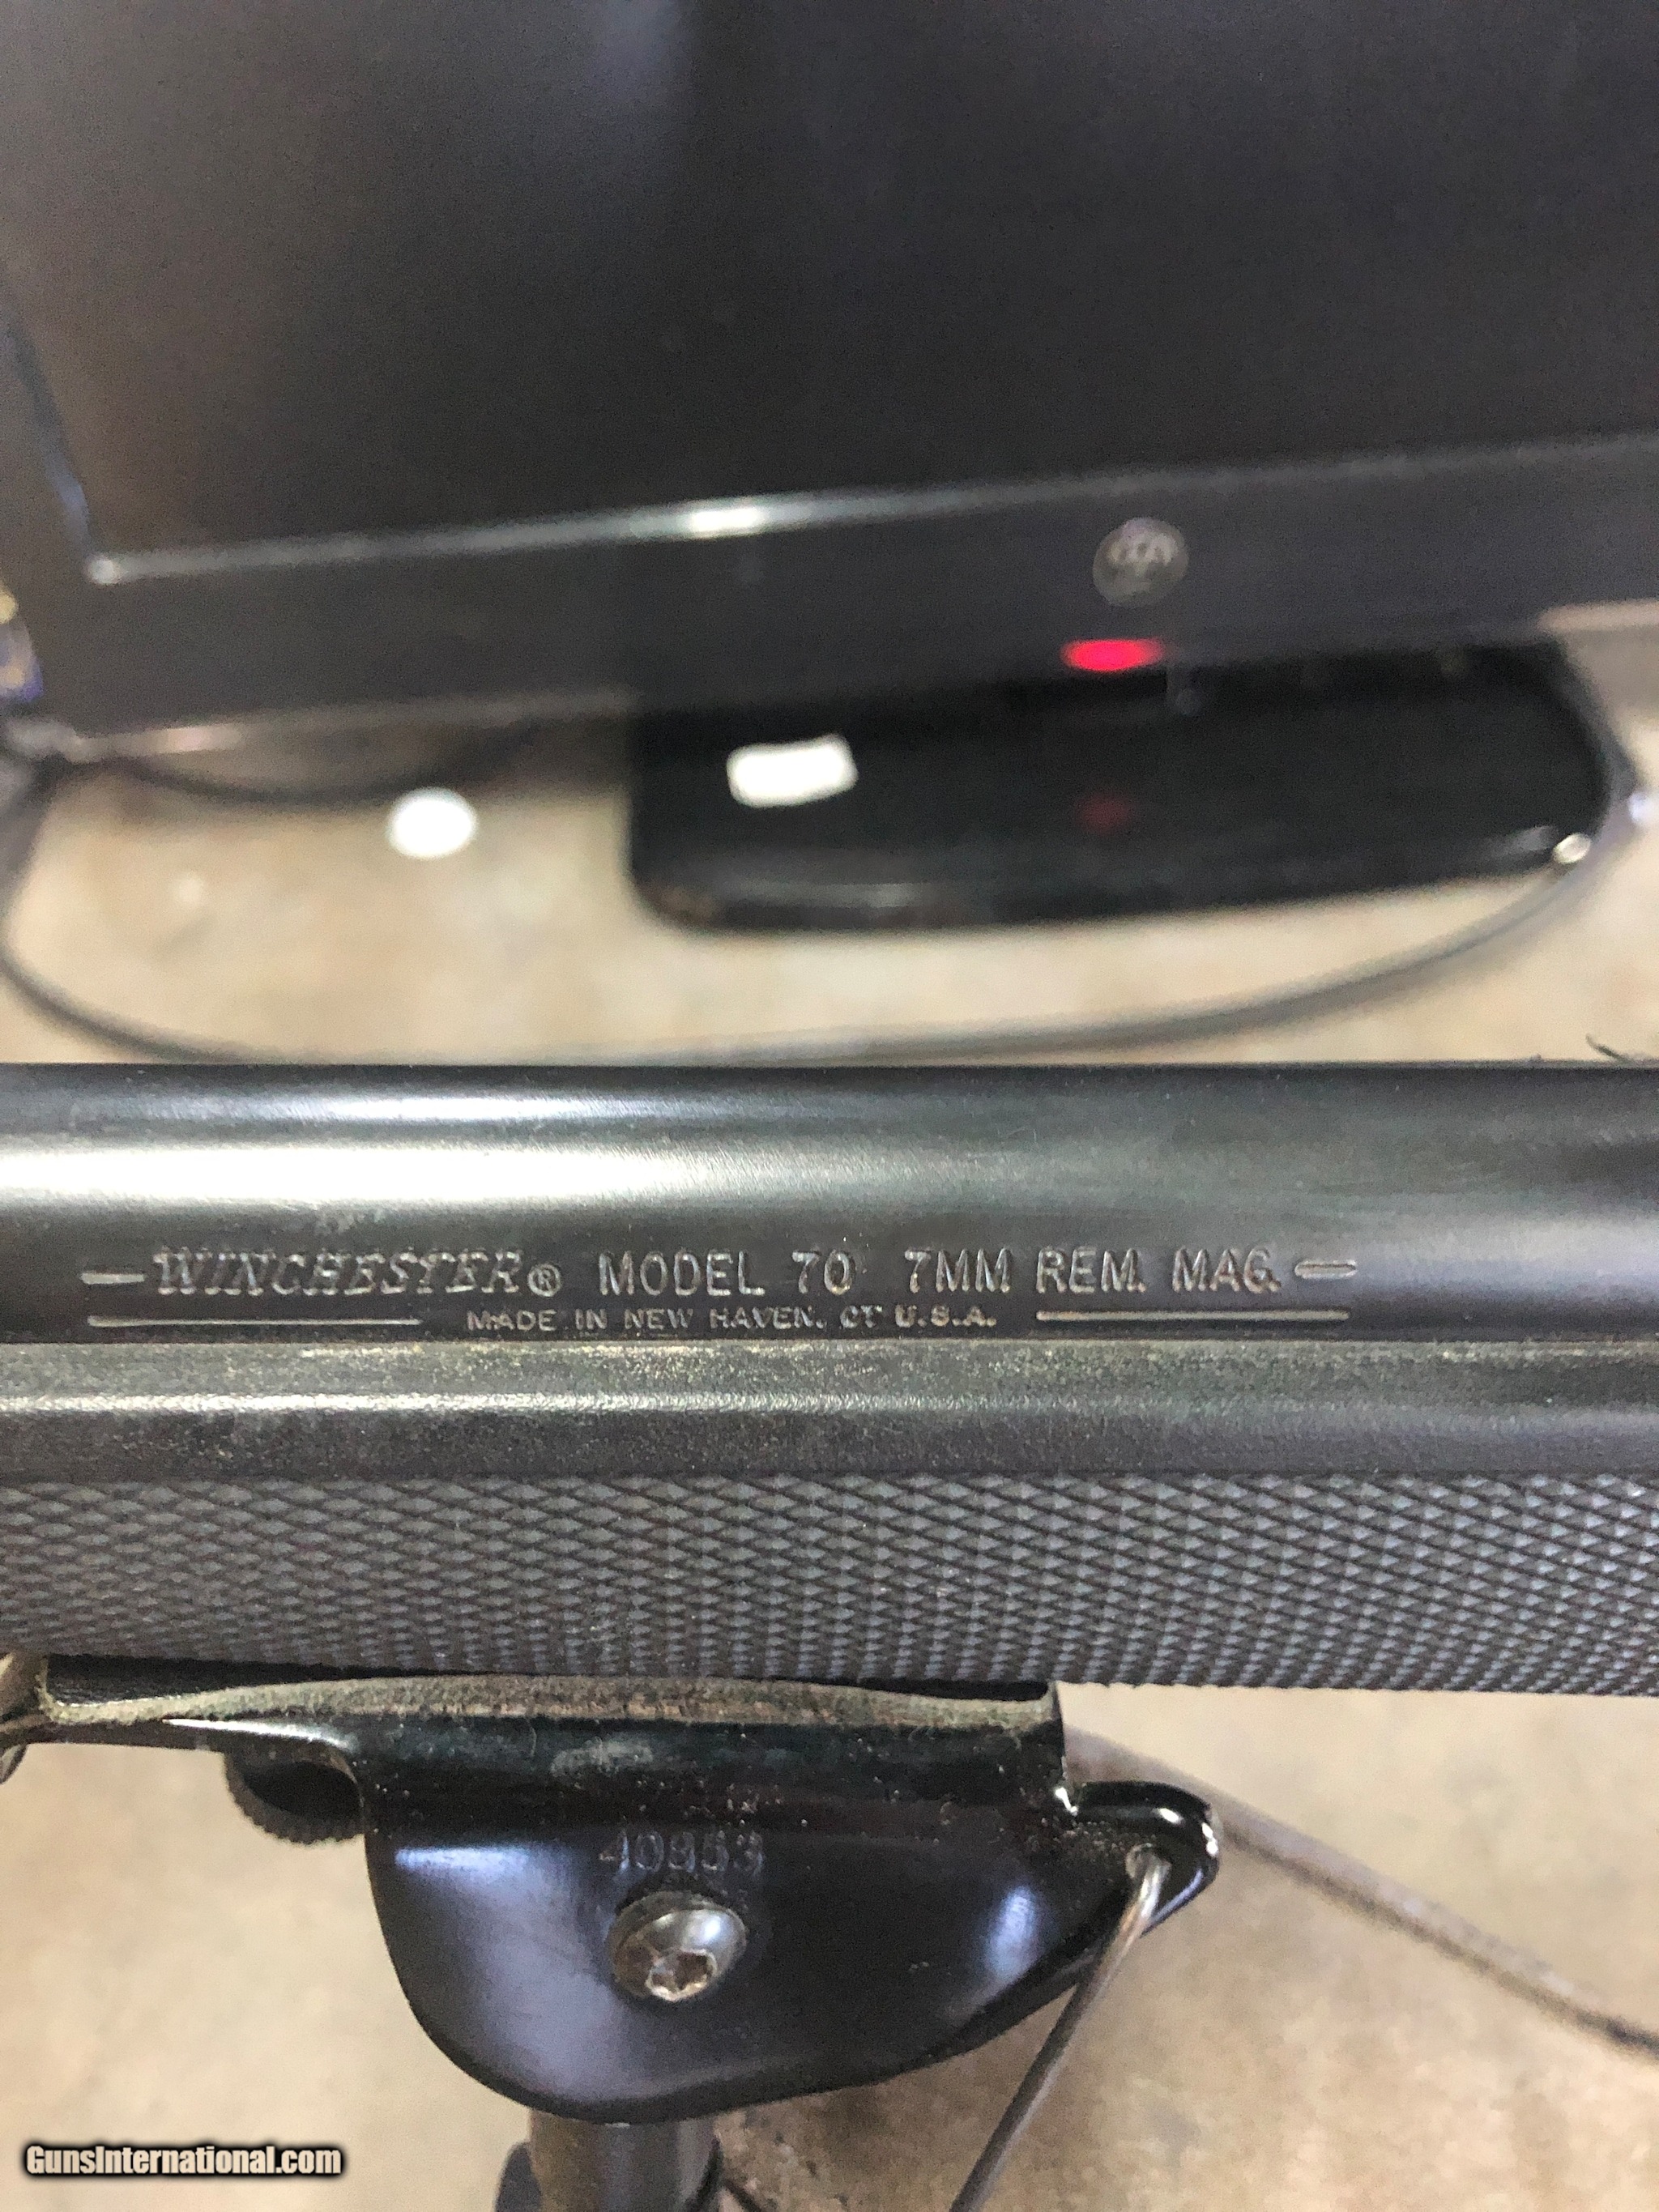 WINCHESTER® MODEL 70 7MM REM. MAG.
MADE IN NEW HAVEN, CT U.S.A.
40853
GunsInternational.com